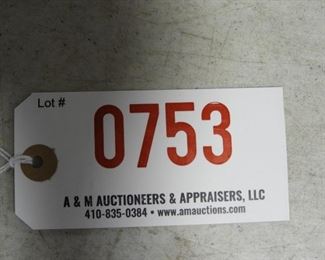 Lot #
0753
A & M AUCTIONEERS & APPRAISERS, LLC
410-835-0384 • www.amauctions.com